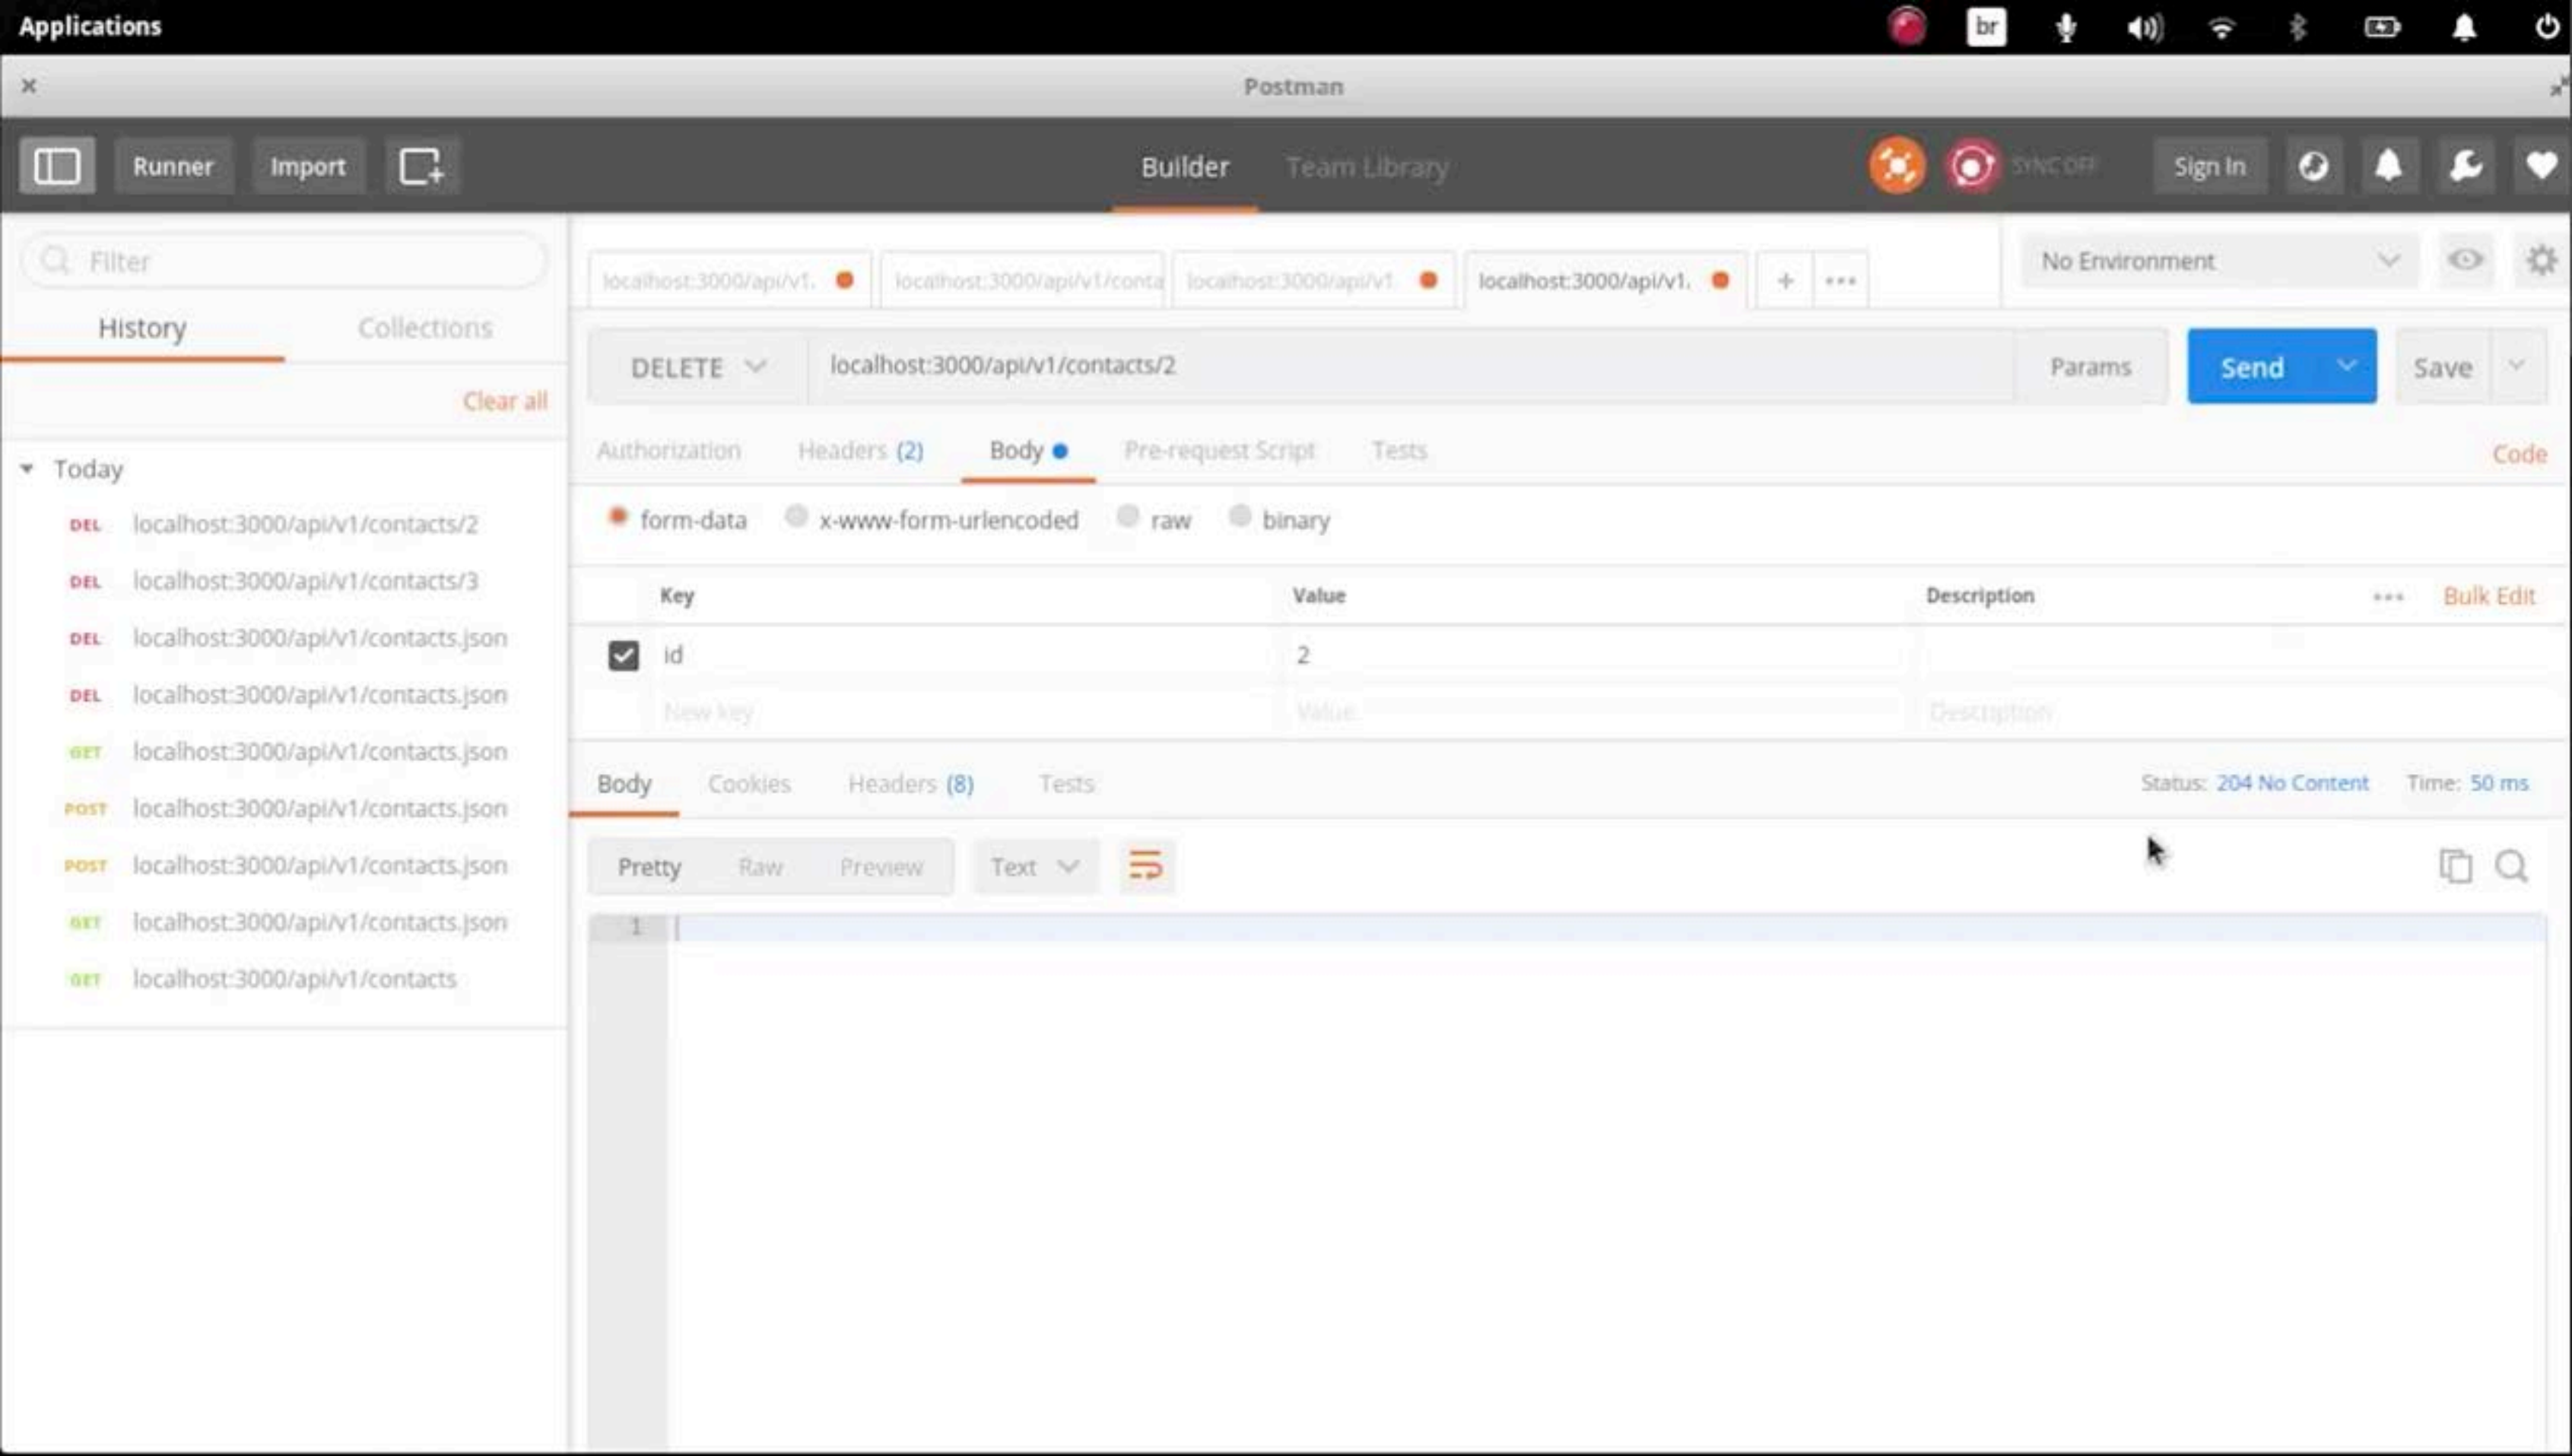 Applications
br
Postman
Runner Import Builder Team Library SYNC OFF Sign In
Filter
History Collections
Clear all
Today
DEL localhost:3000/api/v1/contacts/2
DEL localhost:3000/api/v1/contacts/3
DEL localhost:3000/api/v1/contacts.json
DEL localhost:3000/api/v1/contacts.json
GET localhost:3000/api/v1/contacts.json
POST localhost:3000/api/v1/contacts.json
POST localhost:3000/api/v1/contacts.json
GET localhost:3000/api/v1/contacts.json
GET localhost:3000/api/v1/contacts
localhost:3000/api/v1. localhost:3000/api/v1/conta localhost:3000/api/v1 localhost:3000/api/v1. + ••• No Environment
DELETE localhost:3000/api/v1/contacts/2 Params Send Save
Authorization Headers (2) Body Pre-request Script Tests Code
form-data x-www-form-urlencoded raw binary
Key Value Description ••• Bulk Edit
id 2
New key Value Description
Body Cookies Headers (8) Tests Status: 204 No Content Time: 50 ms
Pretty Raw Preview Text
1